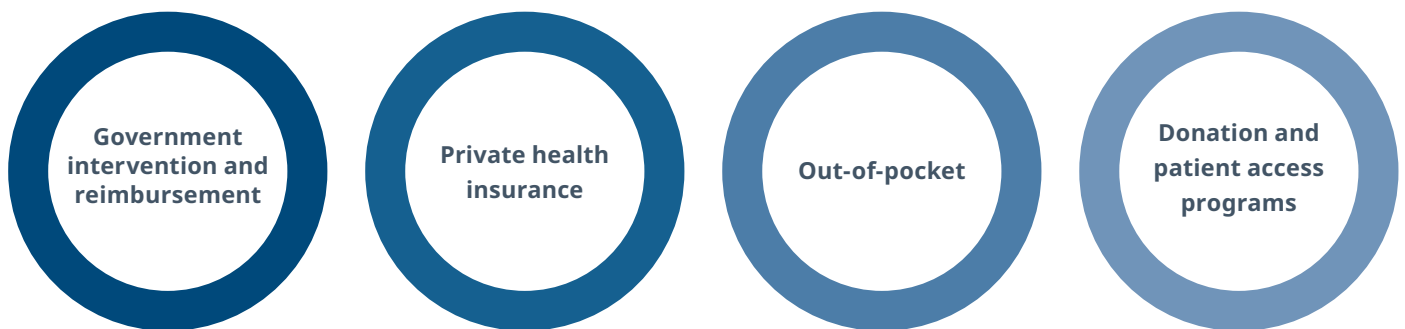 Government
intervention and
reimbursement
Private health
insurance
Out-of-pocket
Donation and
patient access
programs